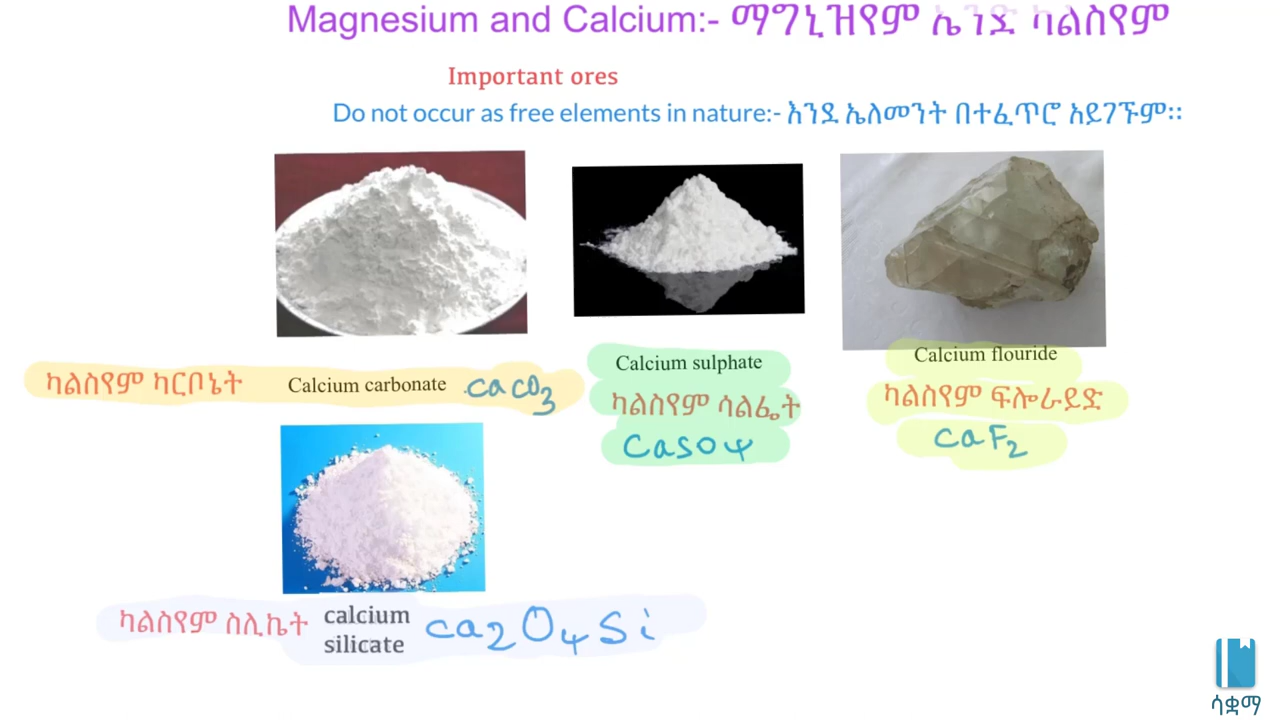 Magnesium and Calcium:- ማግኒዝየም ኤንድ ካልስየም
Important ores
Do not occur as free elements in nature:- እንደ ኤለመንት በተፈጥሮ አይገኙም።
ካልስየም ካርቦኔት Calcium carbonate caCO3
Calcium sulphate
ካልስየም ሳልፌት
CaSO4
Calcium flouride
ካልስየም ፍሎራይድ
caF2
ካልስየም ስሊኬት calcium silicate ca2O4Si
ሳቋማ